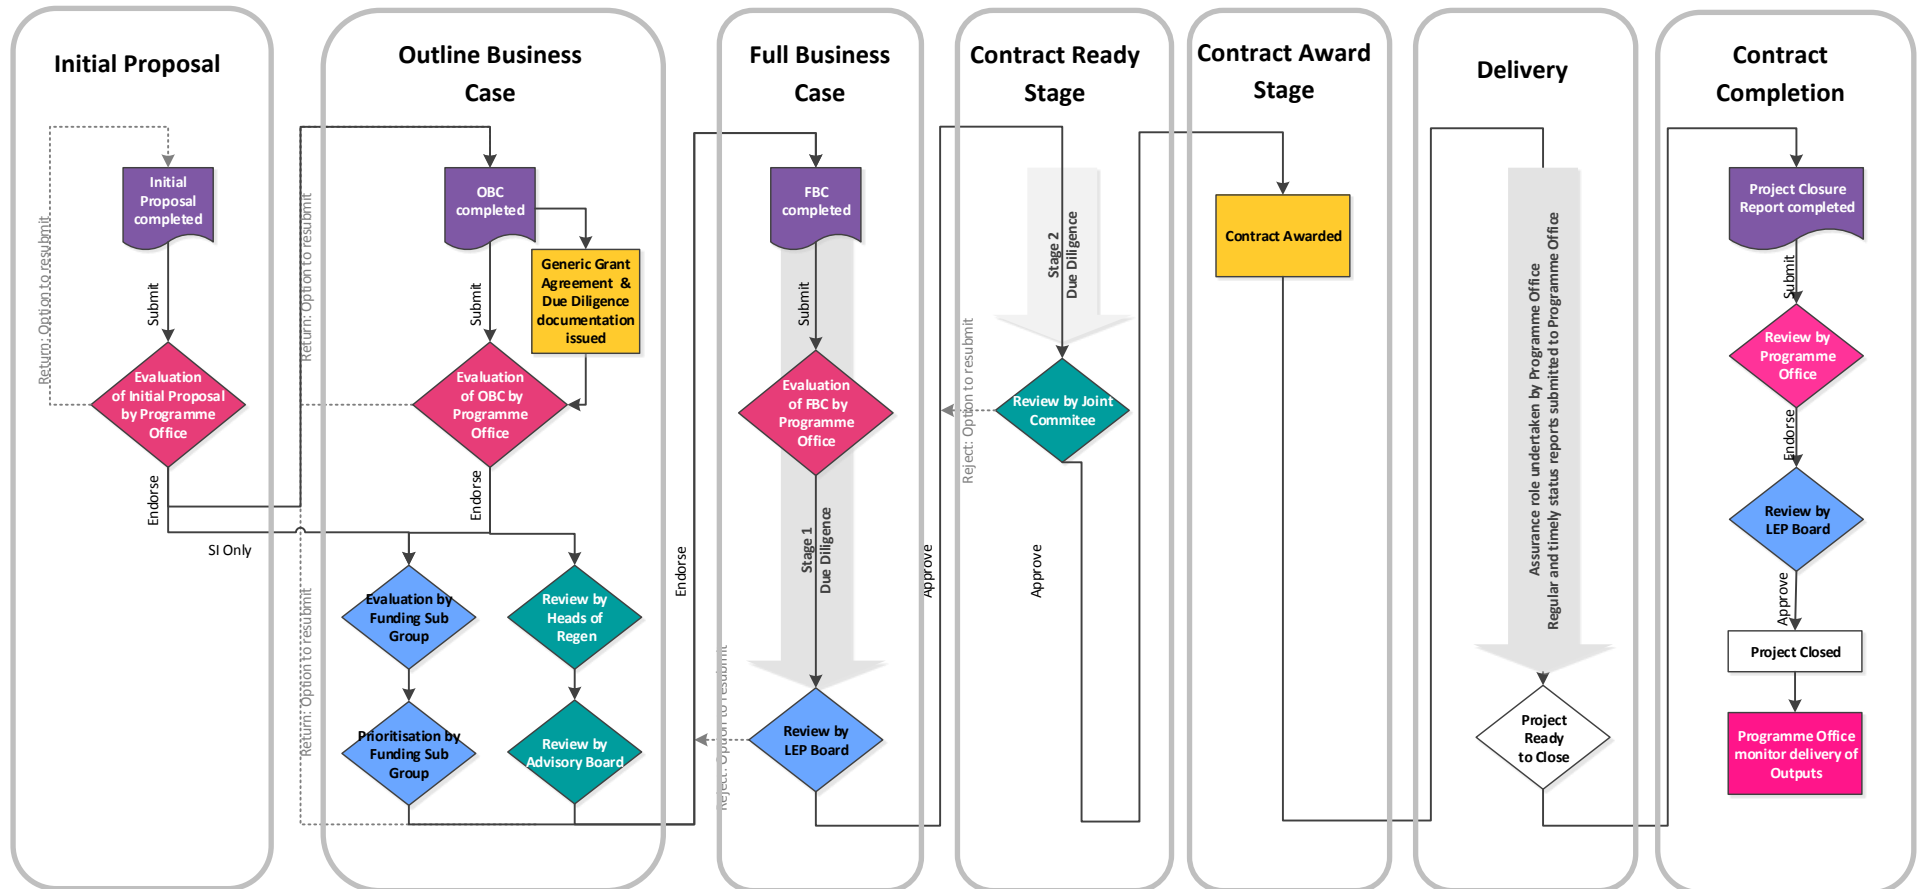 Initial Proposal
Initial
Proposal
completed
Return: Option to resubmit
Submit
Evaluation
of Initial Proposal
by Programme
Office
Endorse
SI Only
Outline Business
Case
OBC
completed
Generic Grant
Agreement &
Due Diligence
documentation
issued
Return: Option to resubmit
Submit
Evaluation
of OBC by
Programme
Office
Endorse
Evaluation by
Funding Sub
Group
Review by
Heads of
Regen
Return: Option to resubmit
Prioritisation by
Funding Sub
Group
Review by
Advisory Board
Endorse
Full Business
Case
FBC
completed
Submit
Evaluation
of FBC by
Programme
Office
Stage 1
Due Diligence
Reject: Option to resubmit
Review by
LEP Board
Approve
Contract Ready
Stage
Stage 2
Due Diligence
Reject: Option to resubmit
Review by Joint
Commitee
Approve
Contract Award
Stage
Contract Awarded
Delivery
Assurance role undertaken by Programme Office
Regular and timely status reports submitted to Programme Office
Project
Ready
to Close
Contract
Completion
Project Closure
Report completed
Submit
Review by
Programme
Office
Endorse
Review by
LEP Board
Approve
Project Closed
Programme Office
monitor delivery of
Outputs